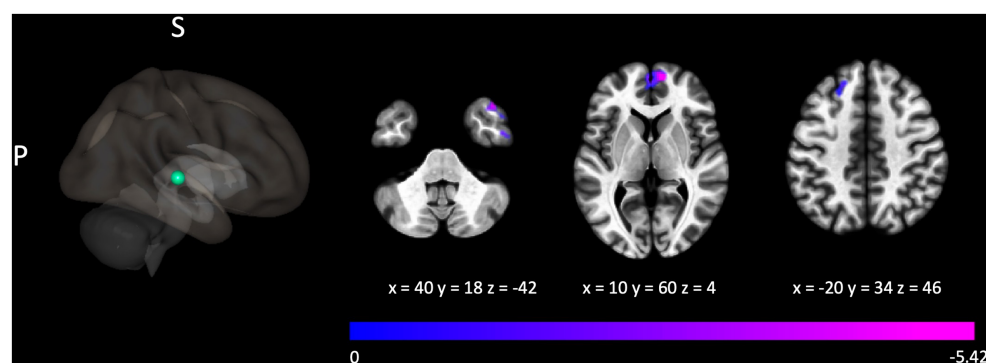 S
P
x = 40 y = 18 z = -42
x = 10 y = 60 z = 4
x = -20 y = 34 z = 46
0
-5.42